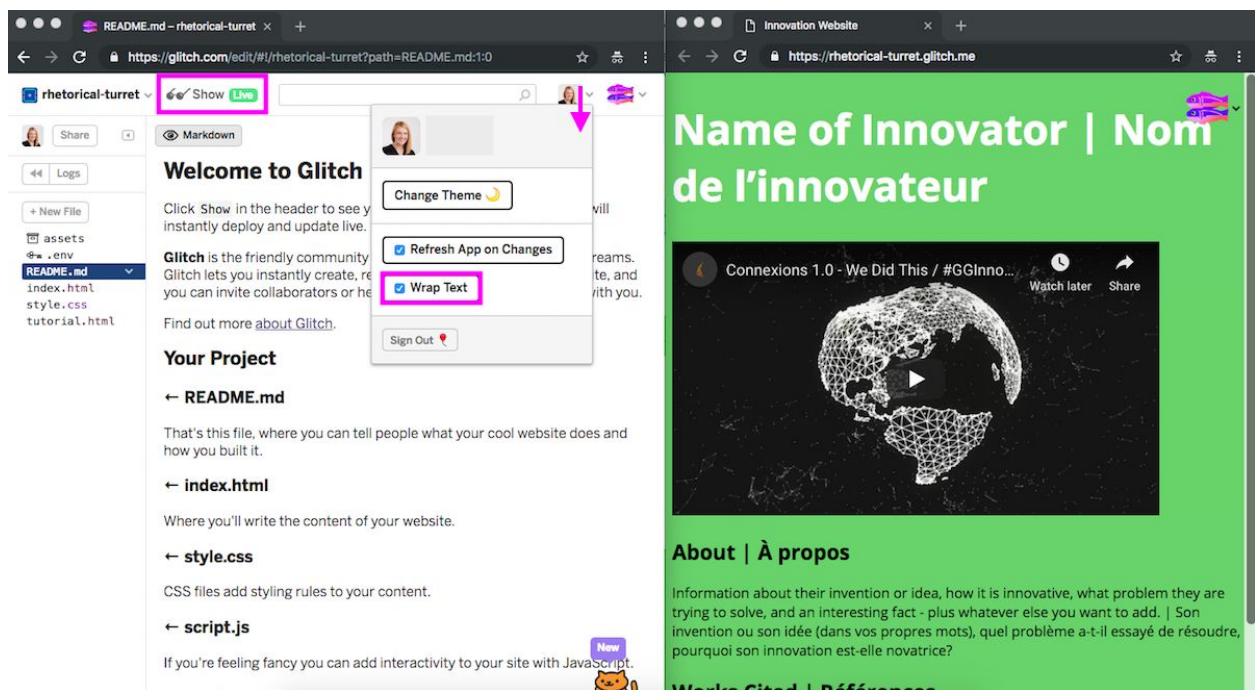 README.md – rhetorical-turret × +
https://glitch.com/edit/#!/rhetorical-turret?path=README.md:1:0
rhetorical-turret
Show Live
Share
Logs
+ New File
assets
.env
README.md
index.html
style.css
tutorial.html
Markdown
Welcome to Glitch
Click Show in the header to see y will
instantly deploy and update live.
Glitch is the friendly community reams.
Glitch lets you instantly create, re te, and
you can invite collaborators or he with you.
Find out more about Glitch.
Your Project
← README.md
That's this file, where you can tell people what your cool website does and
how you built it.
← index.html
Where you'll write the content of your website.
← style.css
CSS files add styling rules to your content.
← script.js
If you're feeling fancy you can add interactivity to your site with JavaScript.
New
Change Theme
Refresh App on Changes
Wrap Text
Sign Out
Innovation Website × +
https://rhetorical-turret.glitch.me
Name of Innovator | Nom
de l'innovateur
Connexions 1.0 - We Did This / #GGInno...
Watch later Share
About | À propos
Information about their invention or idea, how it is innovative, what problem they are
trying to solve, and an interesting fact - plus whatever else you want to add. | Son
invention ou son idée (dans vos propres mots), quel problème a-t-il essayé de résoudre,
pourquoi son innovation est-elle novatrice?
Works Cited | Références